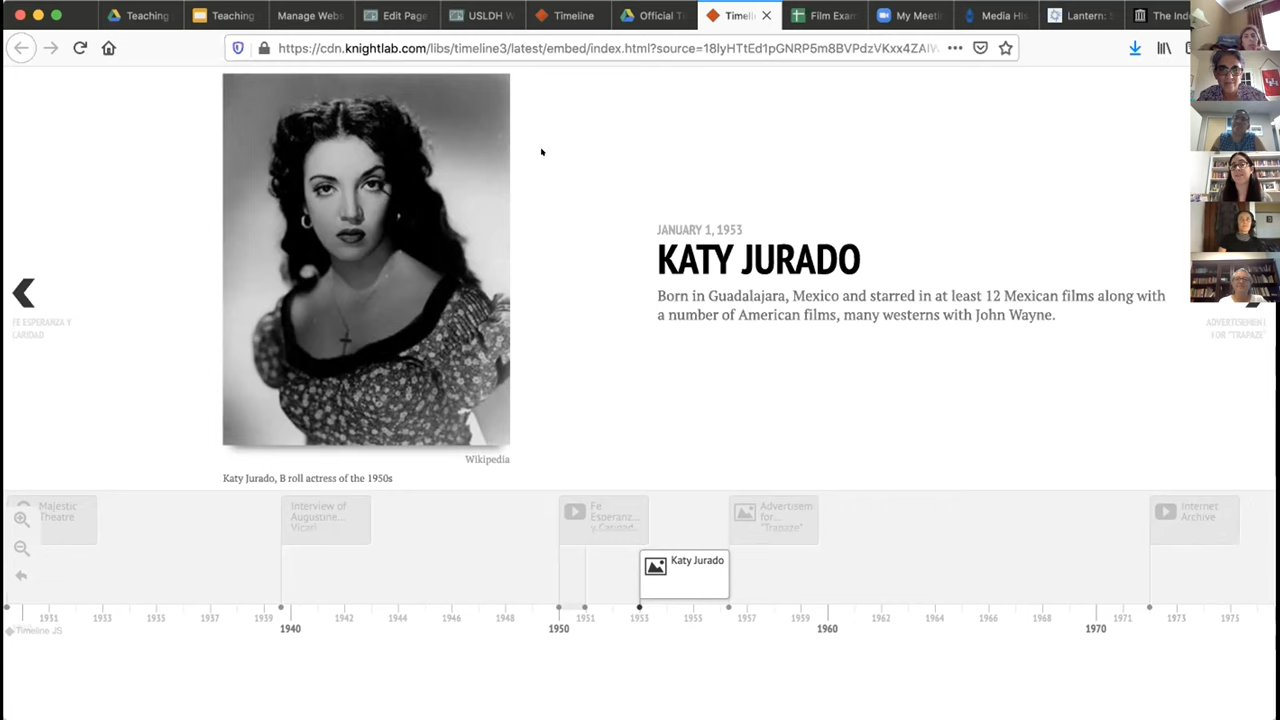 Teaching
Teaching
Manage Webs
Edit Page
USLDH W
Timeline
Official T
Timeli
Film Exam
My Meeti
Media His
Lantern: S
The Ind
https://cdn.knightlab.com/libs/timeline3/latest/embed/index.html?source=
JANUARY 1, 1953
KATY JURADO
Born in Guadalajara, Mexico and starred in at least 12 Mexican films along with
a number of American films, many westerns with John Wayne.
FE ESPERANZA Y
CARIDAD
ADVERTISEMENT
FOR "TRAPAZE"
Wikipedia
Katy Jurado, B roll actress of the 1950s
Majestic
Theatre
Interview of
Augustine...
Vicari
Fe
Esperanz...
y Caridad
Advertisem
for...
"Trapaze"
Internet
Archive
Katy Jurado
1931
1933
1935
1937
1939
1940
1942
1944
1946
1948
1950
1951
1953
1955
1957
1960
1962
1964
1966
1968
1970
1971
1973
1975
Timeline JS